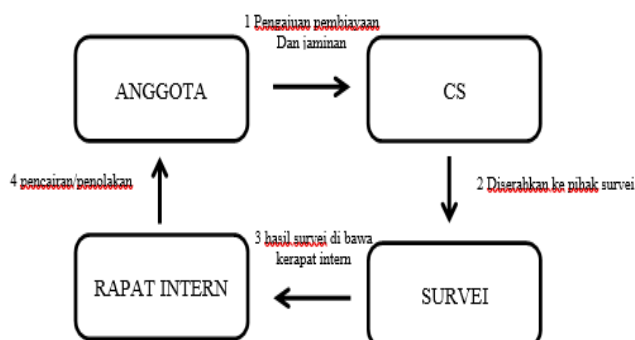 1 Pengajuan pembiayaan
Dan jaminan
ANGGOTA
CS
4 pencairan/penolakan
2 Diserahkan ke pihak survei
3 hasil survei di bawa
kerapat intern
RAPAT INTERN
SURVEI